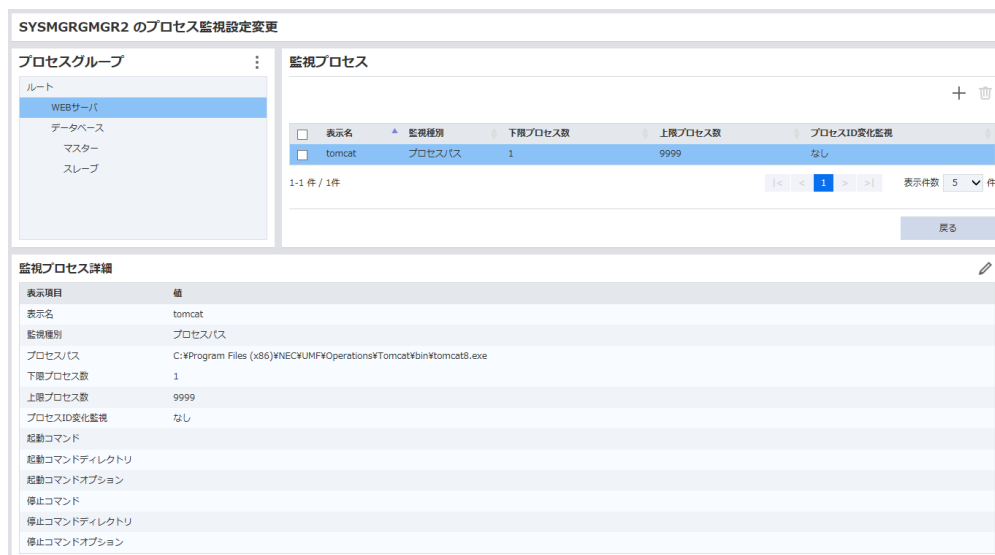 SYSMGRGMGR2 のプロセス監視設定変更
プロセスグループ
ルート
WEBサーバ
データベース
マスター
スレーブ
監視プロセス
表示名 監視種別 下限プロセス数 上限プロセス数 プロセスID変化監視
tomcat プロセスパス 1 9999 なし
1-1 件 / 1件 |< < 1 > >| 表示件数 5 件
戻る
監視プロセス詳細
表示項目 値
表示名 tomcat
監視種別 プロセスパス
プロセスパス C:¥Program Files (x86)¥NEC¥UMF¥Operations¥Tomcat¥bin¥tomcat8.exe
下限プロセス数 1
上限プロセス数 9999
プロセスID変化監視 なし
起動コマンド
起動コマンドディレクトリ
起動コマンドオプション
停止コマンド
停止コマンドディレクトリ
停止コマンドオプション